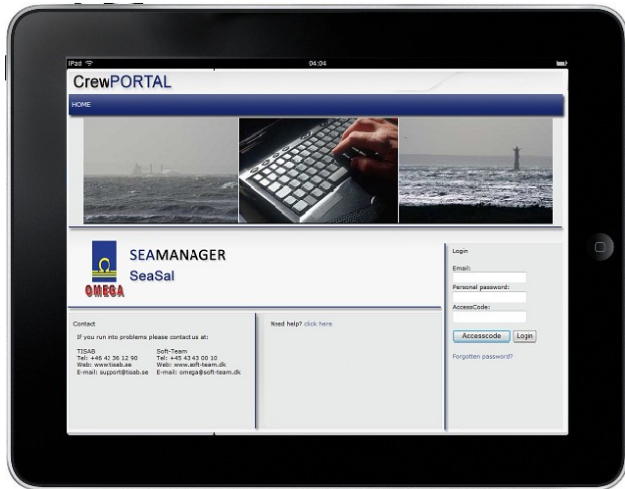 iPad
04:04
CrewPORTAL
HOME
SEAMANAGER
SeaSal
OMEGA
Login
Email:
Personal password:
AccessCode:
Accesscode Login
Forgotten password?
Contact
If you run into problems please contact us at:
TISAB
Tel: +46 42 36 12 90
Web: www.tisab.se
E-mail: support@tisab.se
Soft-Team
Tel: +45 43 43 00 10
Web: www.soft-team.dk
E-mail: omega@soft-team.dk
Need help? click here